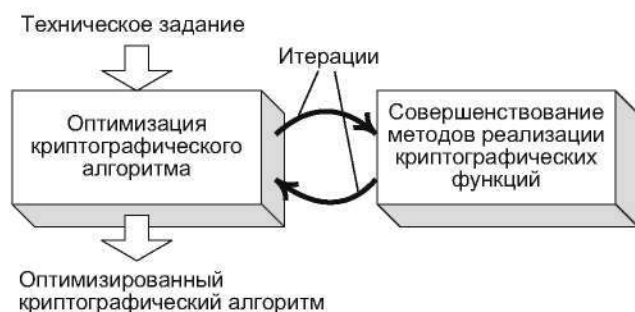 Техническое задание
Итерации
Оптимизация
криптографического
алгоритма
Совершенствование
методов реализации
криптографических
функций
Оптимизированный
криптографический алгоритм